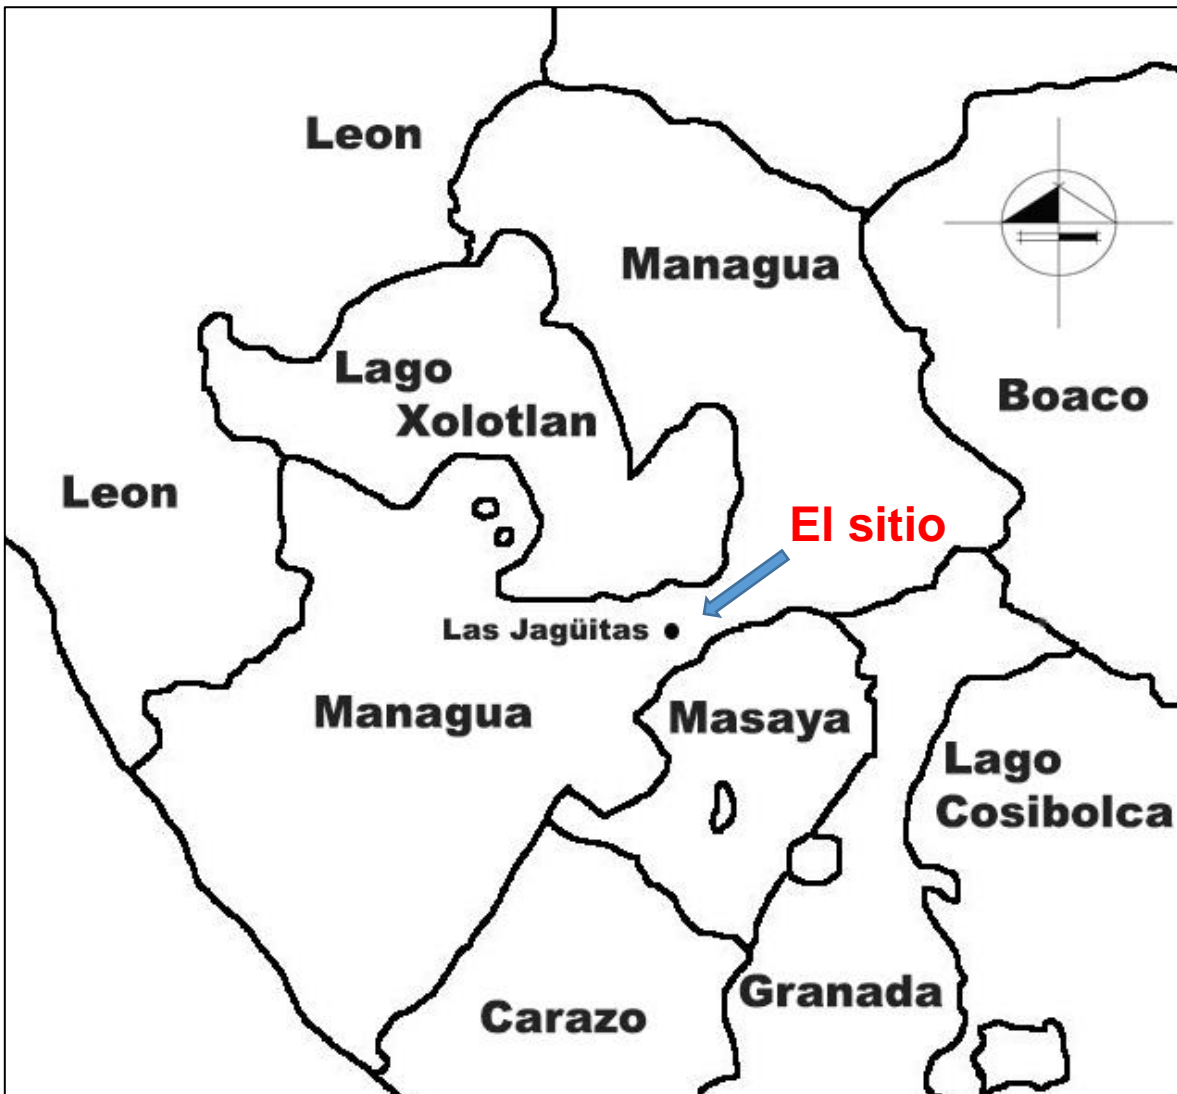 Leon
Managua
Lago
Xolotlan
Boaco
Leon
El sitio
Las Jagüitas
Managua
Masaya
Lago
Cosibolca
Granada
Carazo